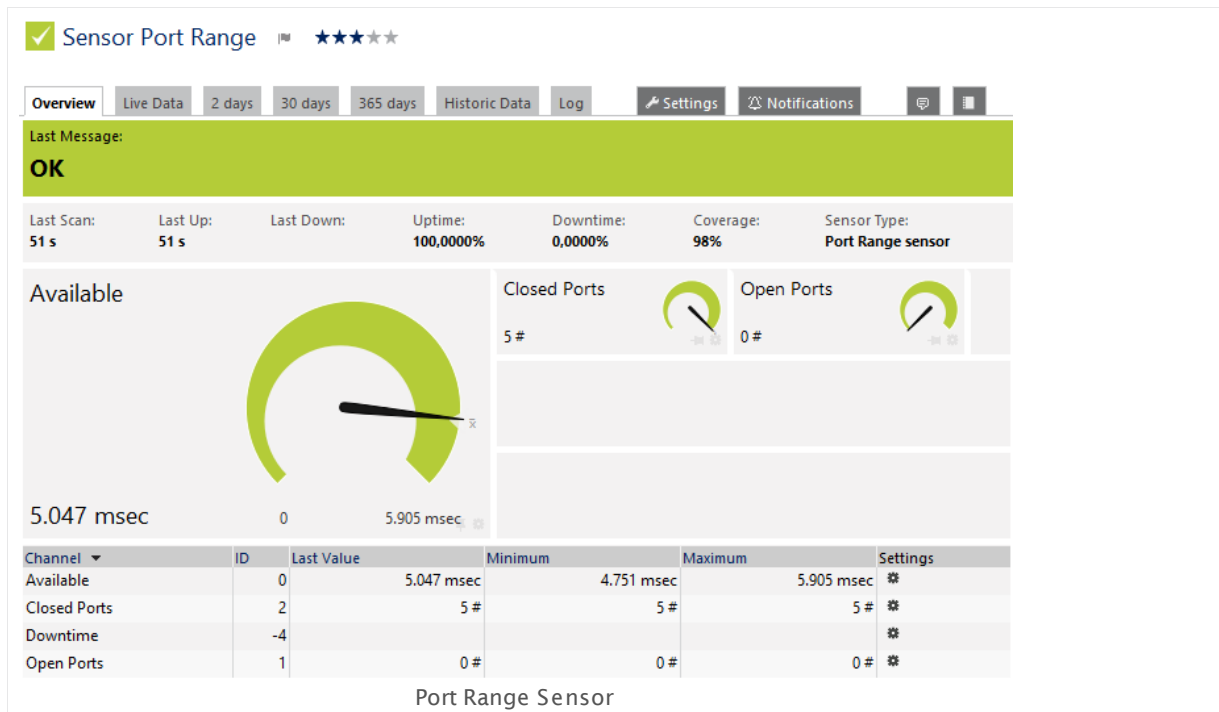 Sensor Port Range
Overview Live Data 2 days 30 days 365 days Historic Data Log Settings Notifications
Last Message:
OK
Last Scan: Last Up: Last Down: Uptime: Downtime: Coverage: Sensor Type:
51 s 51 s 100,0000% 0,0000% 98% Port Range sensor
Available
Closed Ports
5 #
Open Ports
0 #
x
5.047 msec 0 5.905 msec
Channel ID Last Value Minimum Maximum Settings
Available 0 5.047 msec 4.751 msec 5.905 msec
Closed Ports 2 5 # 5 # 5 #
Downtime -4
Open Ports 1 0 # 0 # 0 #
Port Range Sensor